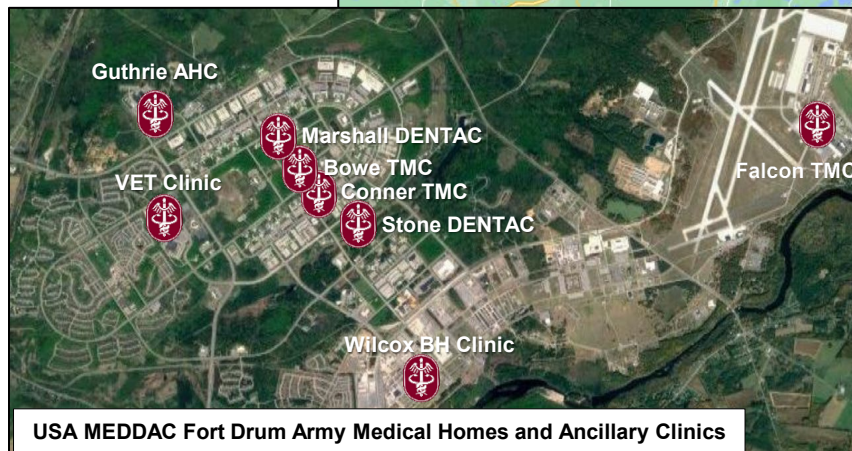 Guthrie AHC
Marshall DENTAC
Bowe TMC
VET Clinic
Conner TMC
Falcon TMC
Stone DENTAC
Wilcox BH Clinic
USA MEDDAC Fort Drum Army Medical Homes and Ancillary Clinics